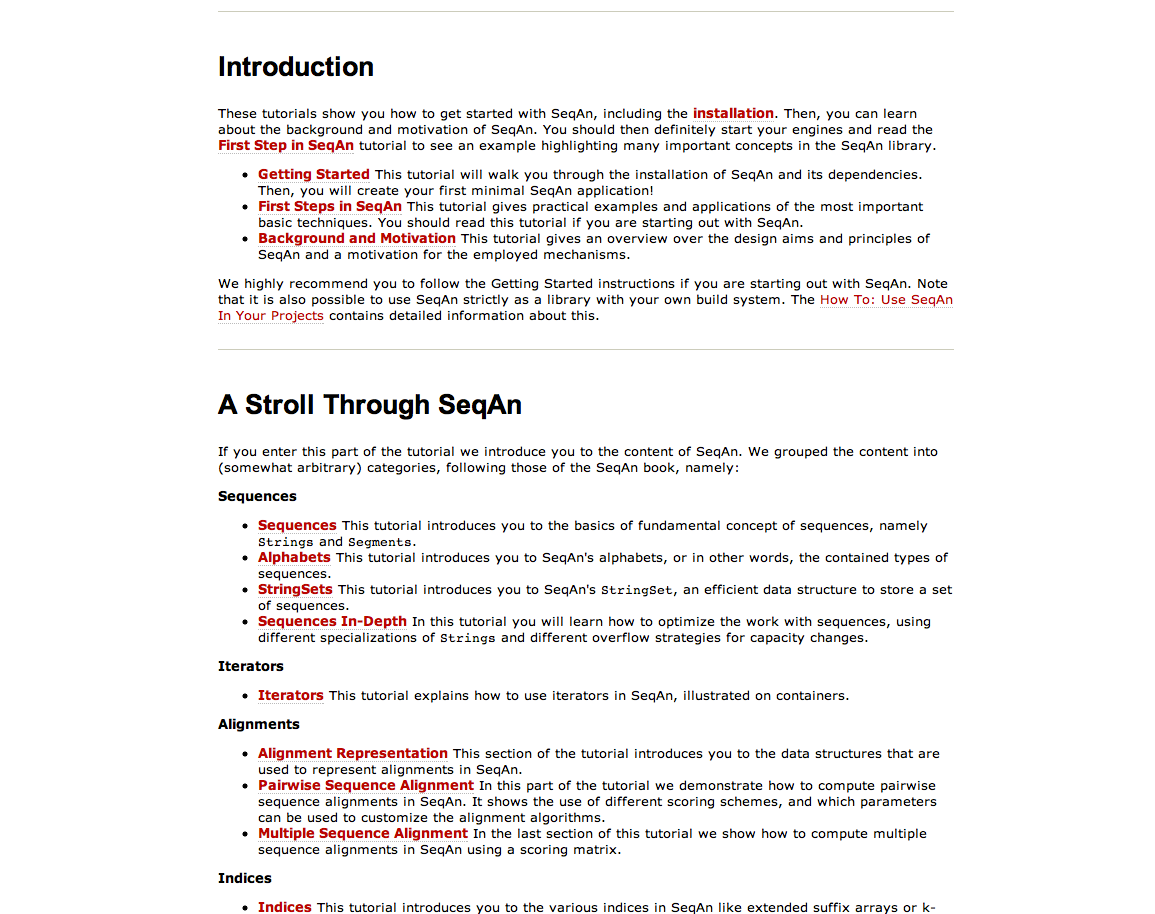 Introduction
These tutorials show you how to get started with SeqAn, including the installation. Then, you can learn
about the background and motivation of SeqAn. You should then definitely start your engines and read the
First Step in SeqAn tutorial to see an example highlighting many important concepts in the SeqAn library.
• Getting Started This tutorial will walk you through the installation of SeqAn and its dependencies.
Then, you will create your first minimal SeqAn application!
• First Steps in SeqAn This tutorial gives practical examples and applications of the most important
basic techniques. You should read this tutorial if you are starting out with SeqAn.
• Background and Motivation This tutorial gives an overview over the design aims and principles of
SeqAn and a motivation for the employed mechanisms.
We highly recommend you to follow the Getting Started instructions if you are starting out with SeqAn. Note
that it is also possible to use SeqAn strictly as a library with your own build system. The How To: Use SeqAn
In Your Projects contains detailed information about this.
A Stroll Through SeqAn
If you enter this part of the tutorial we introduce you to the content of SeqAn. We grouped the content into
(somewhat arbitrary) categories, following those of the SeqAn book, namely:
Sequences
• Sequences This tutorial introduces you to the basics of fundamental concept of sequences, namely
Strings and Segments.
• Alphabets This tutorial introduces you to SeqAn's alphabets, or in other words, the contained types of
sequences.
• StringSets This tutorial introduces you to SeqAn's StringSet, an efficient data structure to store a set
of sequences.
• Sequences In-Depth In this tutorial you will learn how to optimize the work with sequences, using
different specializations of Strings and different overflow strategies for capacity changes.
Iterators
• Iterators This tutorial explains how to use iterators in SeqAn, illustrated on containers.
Alignments
• Alignment Representation This section of the tutorial introduces you to the data structures that are
used to represent alignments in SeqAn.
• Pairwise Sequence Alignment In this part of the tutorial we demonstrate how to compute pairwise
sequence alignments in SeqAn. It shows the use of different scoring schemes, and which parameters
can be used to customize the alignment algorithms.
• Multiple Sequence Alignment In the last section of this tutorial we show how to compute multiple
sequence alignments in SeqAn using a scoring matrix.
Indices
• Indices This tutorial introduces you to the various indices in SeqAn like extended suffix arrays or k-